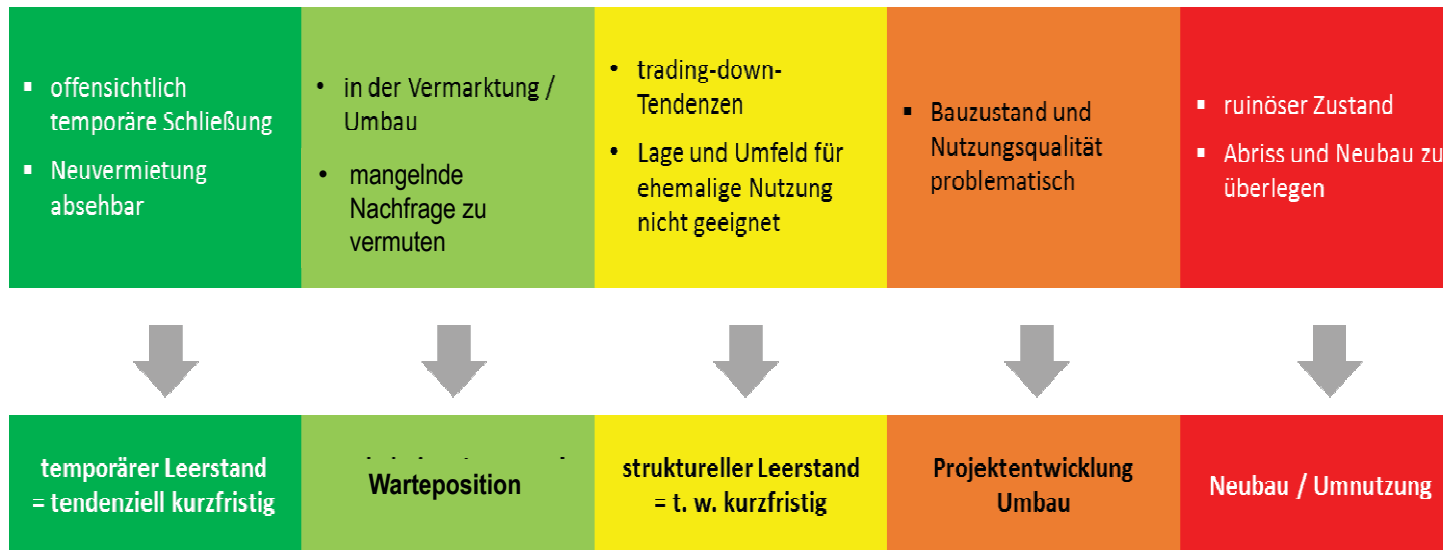 ▪ offensichtlich
temporäre Schließung
▪ Neuvermietung
absehbar
• in der Vermarktung /
Umbau
• mangelnde
Nachfrage zu
vermuten
• trading-down-
Tendenzen
• Lage und Umfeld für
ehemalige Nutzung
nicht geeignet
▪ Bauzustand und
Nutzungsqualität
problematisch
▪ ruinöser Zustand
▪ Abriss und Neubau zu
überlegen
temporärer Leerstand
= tendenziell kurzfristig
Warteposition
struktureller Leerstand
= t. w. kurzfristig
Projektentwicklung
Umbau
Neubau / Umnutzung